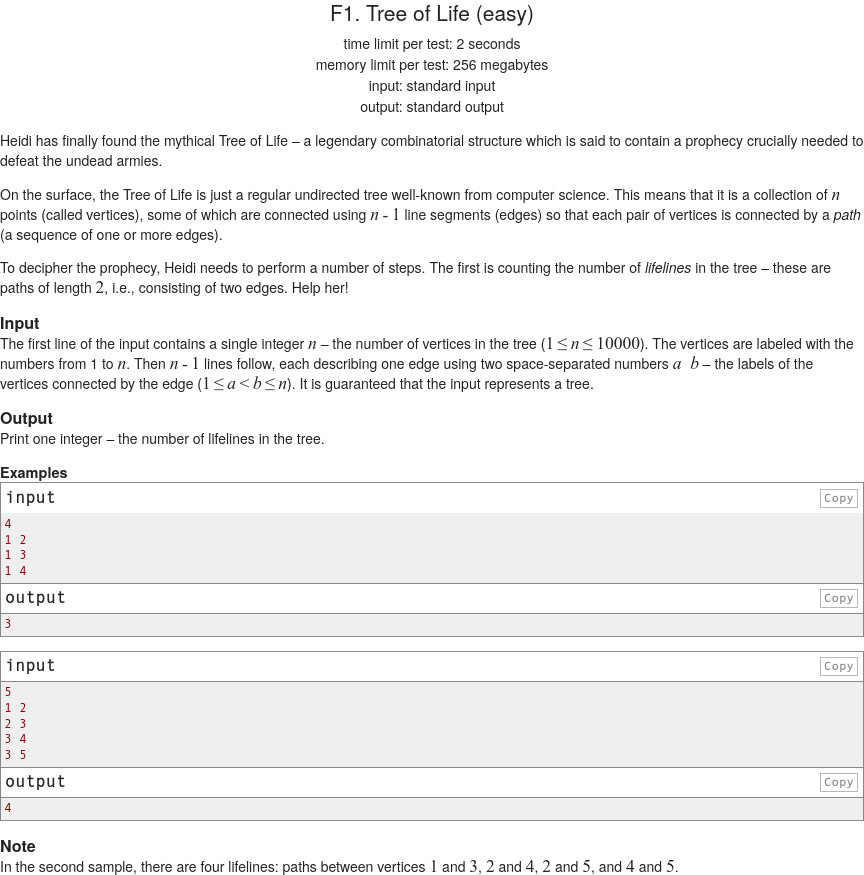 F1. Tree of Life (easy)
time limit per test: 2 seconds
memory limit per test: 256 megabytes
input: standard input
output: standard output
Heidi has finally found the mythical Tree of Life – a legendary combinatorial structure which is said to contain a prophecy crucially needed to
defeat the undead armies.
On the surface, the Tree of Life is just a regular undirected tree well-known from computer science. This means that it is a collection of n
points (called vertices), some of which are connected using n - 1 line segments (edges) so that each pair of vertices is connected by a path
(a sequence of one or more edges).
To decipher the prophecy, Heidi needs to perform a number of steps. The first is counting the number of lifelines in the tree – these are
paths of length 2, i.e., consisting of two edges. Help her!
Input
The first line of the input contains a single integer n – the number of vertices in the tree (1 ≤ n ≤ 10000). The vertices are labeled with the
numbers from 1 to n. Then n - 1 lines follow, each describing one edge using two space-separated numbers a b – the labels of the
vertices connected by the edge (1 ≤ a < b ≤ n). It is guaranteed that the input represents a tree.
Output
Print one integer – the number of lifelines in the tree.
Examples
input Copy
4
1 2
1 3
1 4
output Copy
3
input Copy
5
1 2
2 3
3 4
3 5
output Copy
4
Note
In the second sample, there are four lifelines: paths between vertices 1 and 3, 2 and 4, 2 and 5, and 4 and 5.